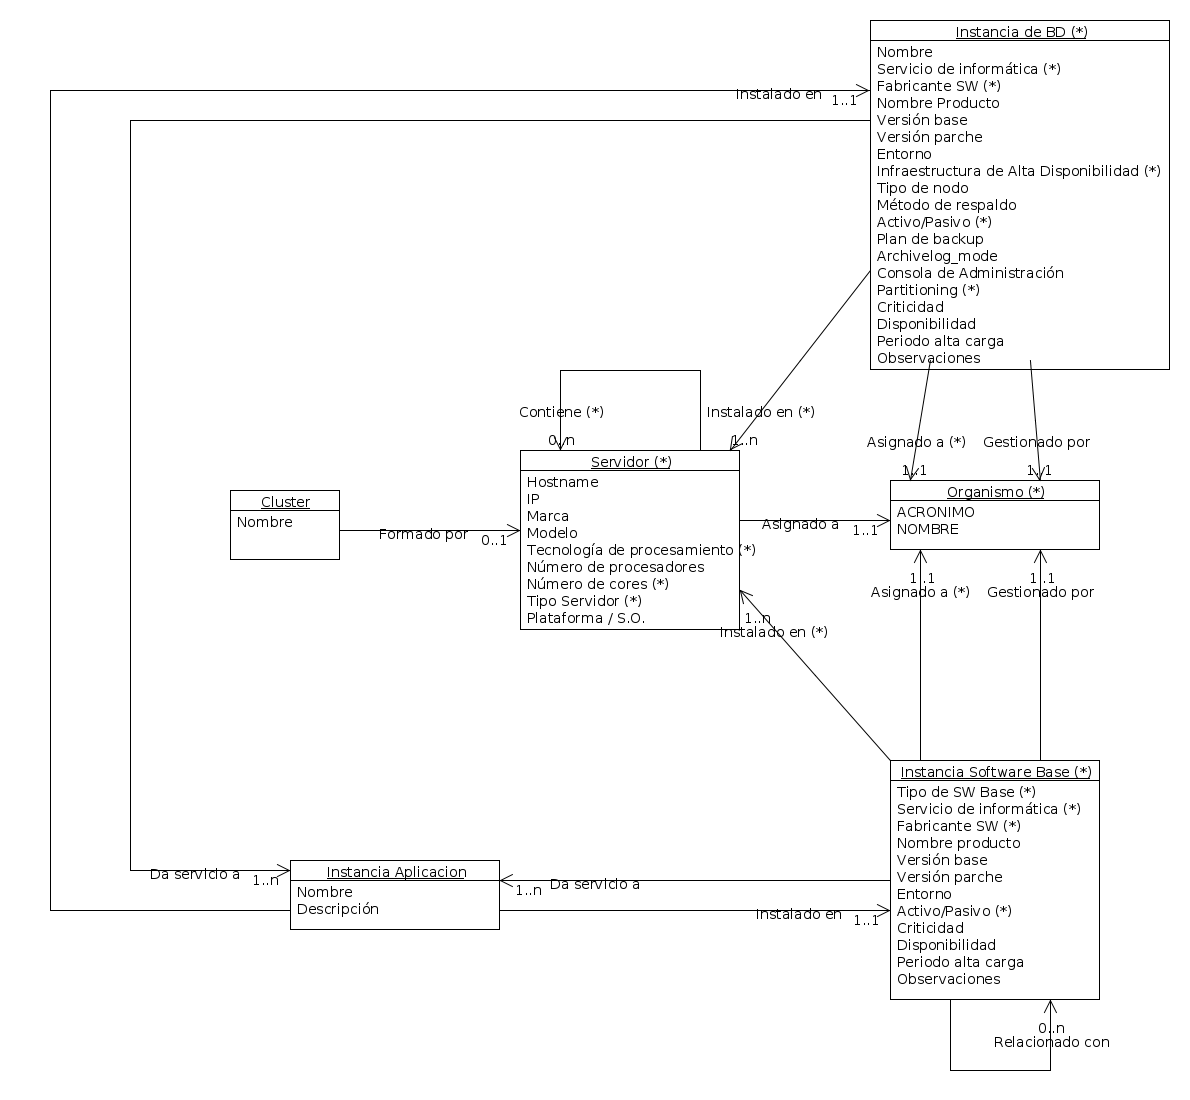 Instancia de BD (*)
Nombre
Servicio de informática (*)
Fabricante SW (*)
Nombre Producto
Versión base
Versión parche
Entorno
Infraestructura de Alta Disponibilidad (*)
Tipo de nodo
Método de respaldo
Activo/Pasivo (*)
Plan de backup
Archivelog_mode
Consola de Administración
Partitioning (*)
Criticidad
Disponibilidad
Periodo alta carga
Observaciones
Instalado en
1..1
Contiene (*)
0..n
Instalado en (*)
1..n
Asignado a (*)
1..1
Gestionado por
1..1
Servidor (*)
Hostname
IP
Marca
Modelo
Tecnología de procesamiento (*)
Número de procesadores
Número de cores (*)
Tipo Servidor (*)
Plataforma / S.O.
Cluster
Nombre
Formado por
0..1
Asignado a
1..1
Organismo (*)
ACRONIMO
NOMBRE
1..1
Asignado a (*)
1..1
Gestionado por
1..n
Instalado en (*)
Instancia Software Base (*)
Tipo de SW Base (*)
Servicio de informática (*)
Fabricante SW (*)
Nombre producto
Versión base
Versión parche
Entorno
Activo/Pasivo (*)
Criticidad
Disponibilidad
Periodo alta carga
Observaciones
Da servicio a
1..n
Instancia Aplicacion
Nombre
Descripción
1..n
Da servicio a
Instalado en
1..1
0..n
Relacionado con